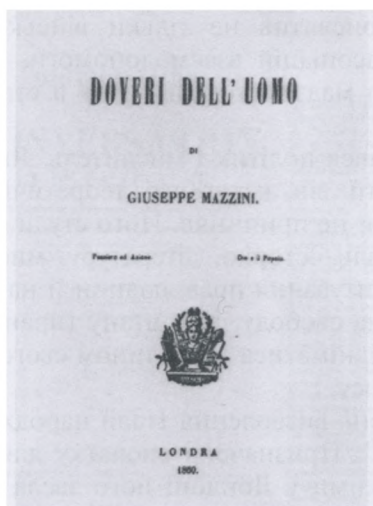 DOVERI DELL' UOMO
DI
GIUSEPPE MAZZINI.
Pensiero ed Azione. Dio e il Popolo.
LONDRA
1860.